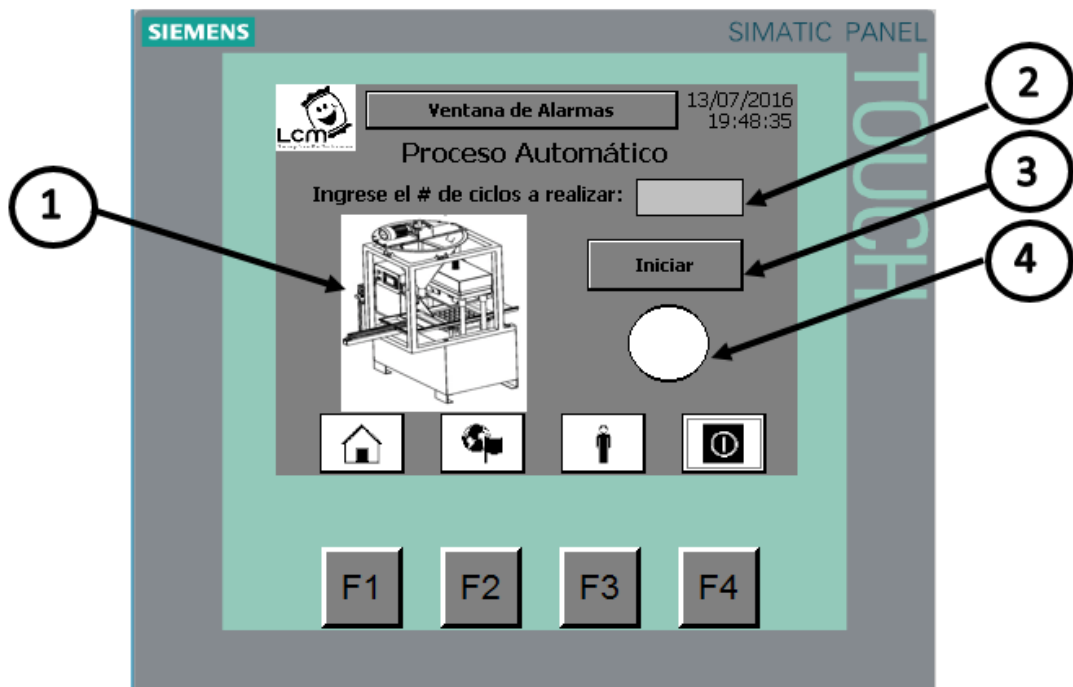 SIEMENS
SIMATIC PANEL
TOUCH
Lcm
Ventana de Alarmas
13/07/2016
19:48:35
Proceso Automático
Ingrese el # de ciclos a realizar:
Iniciar
1
2
3
4
F1
F2
F3
F4